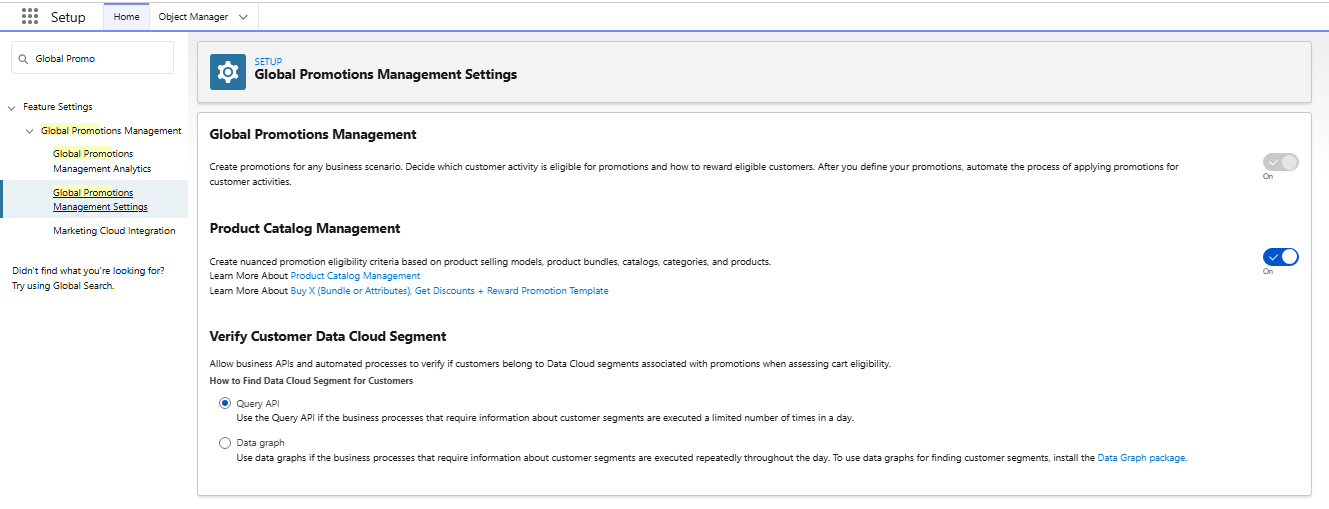 Setup
Home
Object Manager
Global Promo
Feature Settings
Global Promotions Management
Global Promotions
Management Analytics
Global Promotions
Management Settings
Marketing Cloud Integration
Didn't find what you're looking for?
Try using Global Search.
SETUP
Global Promotions Management Settings
Global Promotions Management
Create promotions for any business scenario. Decide which customer activity is eligible for promotions and how to reward eligible customers. After you define your promotions, automate the process of applying promotions for
customer activities.
On
Product Catalog Management
Create nuanced promotion eligibility criteria based on product selling models, product bundles, catalogs, categories, and products.
Learn More About Product Catalog Management
Learn More About Buy X (Bundle or Attributes), Get Discounts + Reward Promotion Template
On
Verify Customer Data Cloud Segment
Allow business APIs and automated processes to verify if customers belong to Data Cloud segments associated with promotions when assessing cart eligibility.
How to Find Data Cloud Segment for Customers
Query API
Use the Query API if the business processes that require information about customer segments are executed a limited number of times in a day.
Data graph
Use data graphs if the business processes that require information about customer segments are executed repeatedly throughout the day. To use data graphs for finding customer segments, install the Data Graph package.